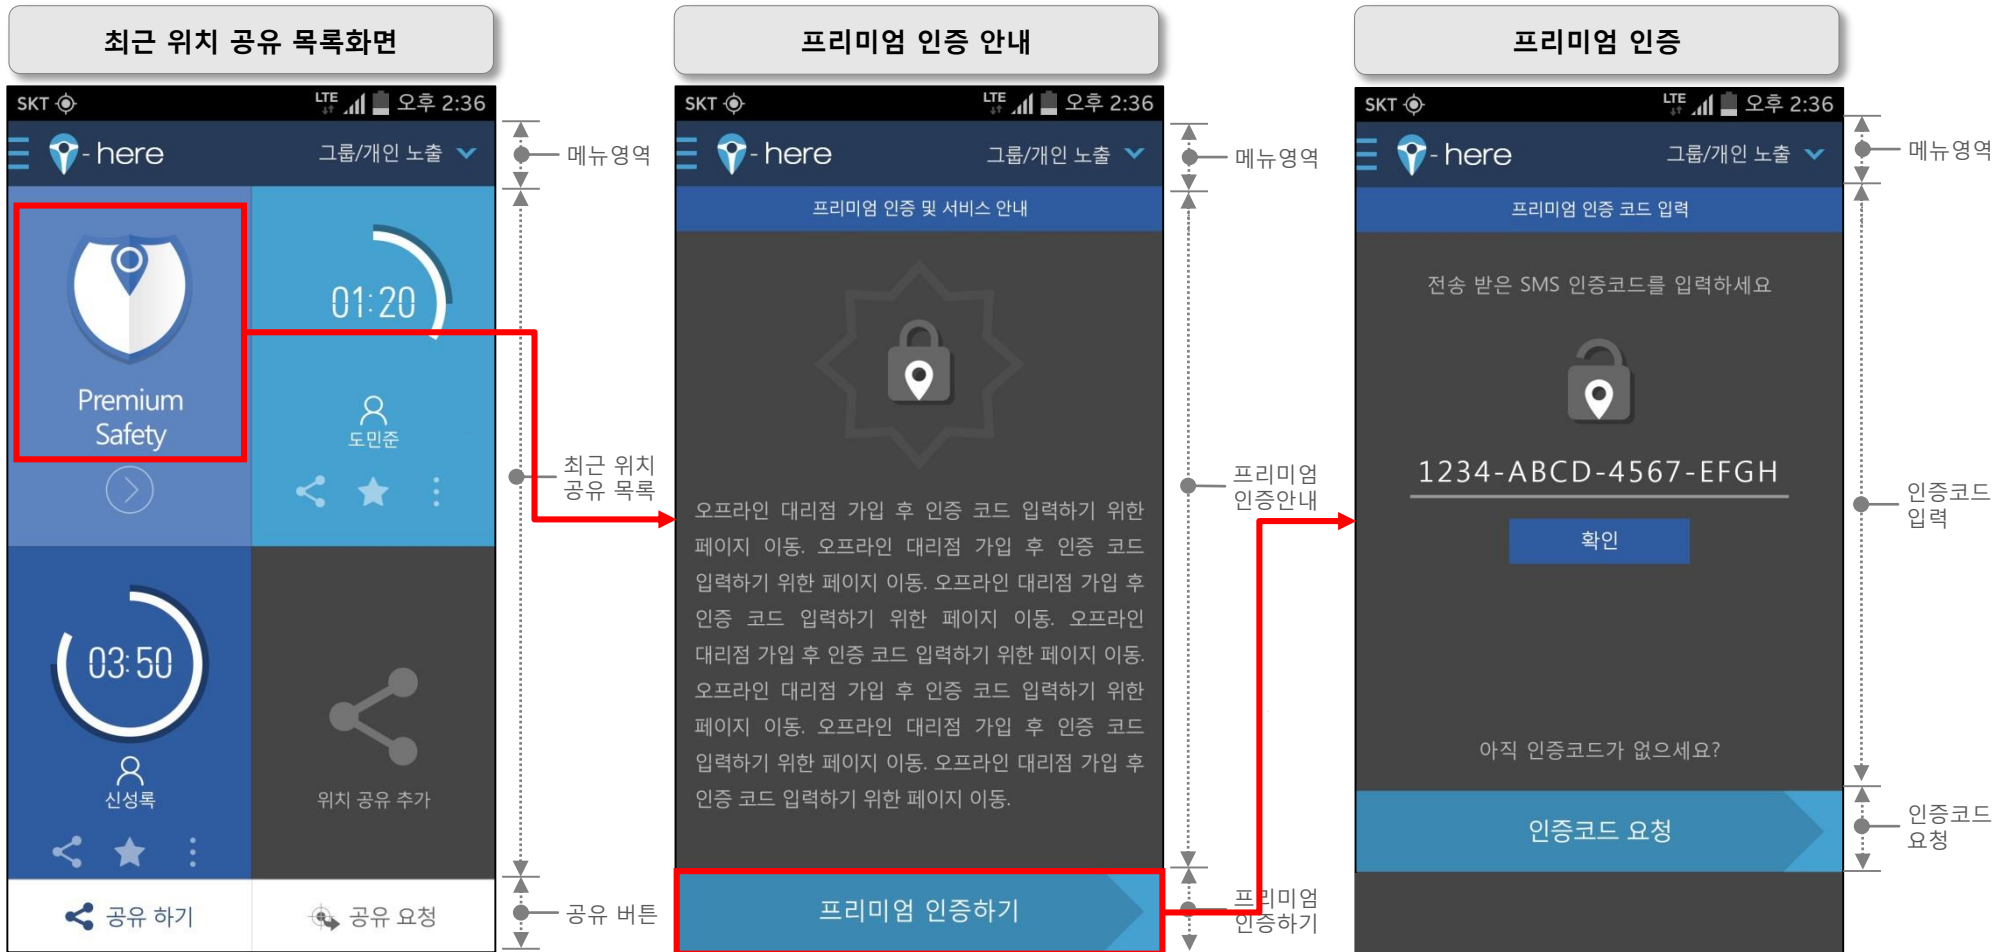 최근 위치 공유 목록화면
SKT LTE 오후 2:36
- here 그룹/개인 노출
Premium
Safety
01:20
도민준
03:50
신성록
위치 공유 추가
공유 하기
공유 요청
메뉴영역
최근 위치
공유 목록
공유 버튼
프리미엄 인증 안내
SKT LTE 오후 2:36
- here 그룹/개인 노출
프리미엄 인증 및 서비스 안내
오프라인 대리점 가입 후 인증 코드 입력하기 위한
페이지 이동. 오프라인 대리점 가입 후 인증 코드
입력하기 위한 페이지 이동. 오프라인 대리점 가입 후
인증 코드 입력하기 위한 페이지 이동. 오프라인
대리점 가입 후 인증 코드 입력하기 위한 페이지 이동.
오프라인 대리점 가입 후 인증 코드 입력하기 위한
페이지 이동. 오프라인 대리점 가입 후 인증 코드
입력하기 위한 페이지 이동. 오프라인 대리점 가입 후
인증 코드 입력하기 위한 페이지 이동.
프리미엄 인증하기
메뉴영역
프리미엄
인증안내
프리미엄
인증하기
프리미엄 인증
SKT LTE 오후 2:36
- here 그룹/개인 노출
프리미엄 인증 코드 입력
전송 받은 SMS 인증코드를 입력하세요
1234-ABCD-4567-EFGH
확인
아직 인증코드가 없으세요?
인증코드 요청
메뉴영역
인증코드
입력
인증코드
요청